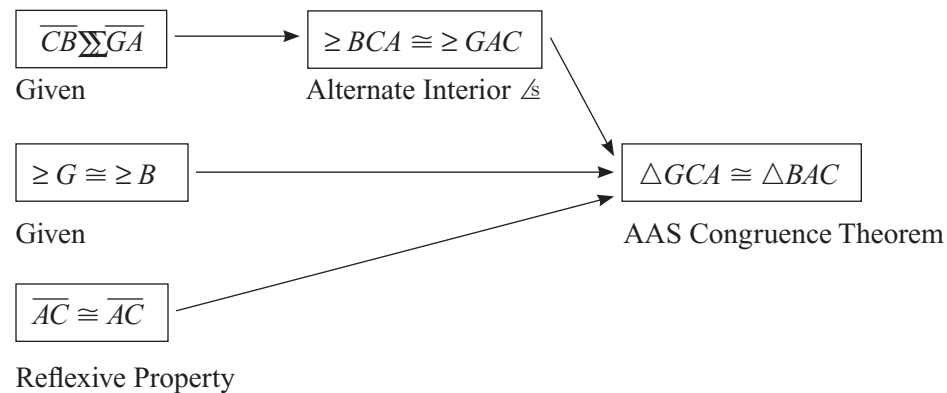 CB⅀GA
≥ BCA ≅ ≥ GAC
Given
Alternate Interior ∠s
≥ G ≅ ≥ B
△GCA ≅ △BAC
Given
AAS Congruence Theorem
AC ≅ AC
Reflexive Property